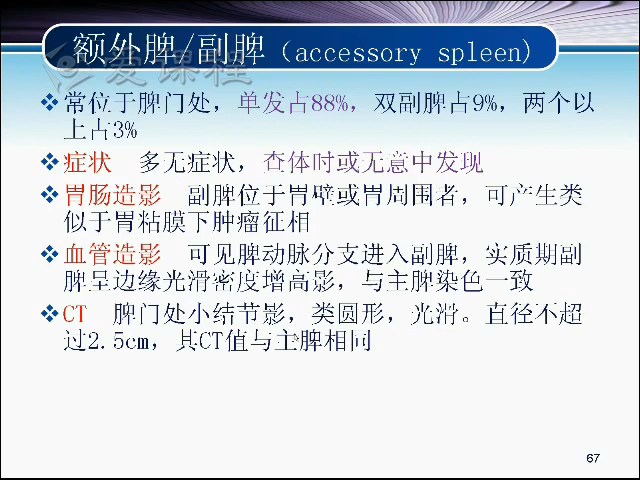 额外脾/副脾（accessory spleen)
爱课程
常位于脾门处，单发占88%，双副脾占9%，两个以
上占3%
症状 多无症状，查体时或无意中发现
胃肠造影 副脾位于胃壁或胃周围者，可产生类
似于胃粘膜下肿瘤征相
血管造影 可见脾动脉分支进入副脾，实质期副
脾呈边缘光滑密度增高影，与主脾染色一致
CT 脾门处小结节影，类圆形，光滑。直径不超
过2.5cm，其CT值与主脾相同
67